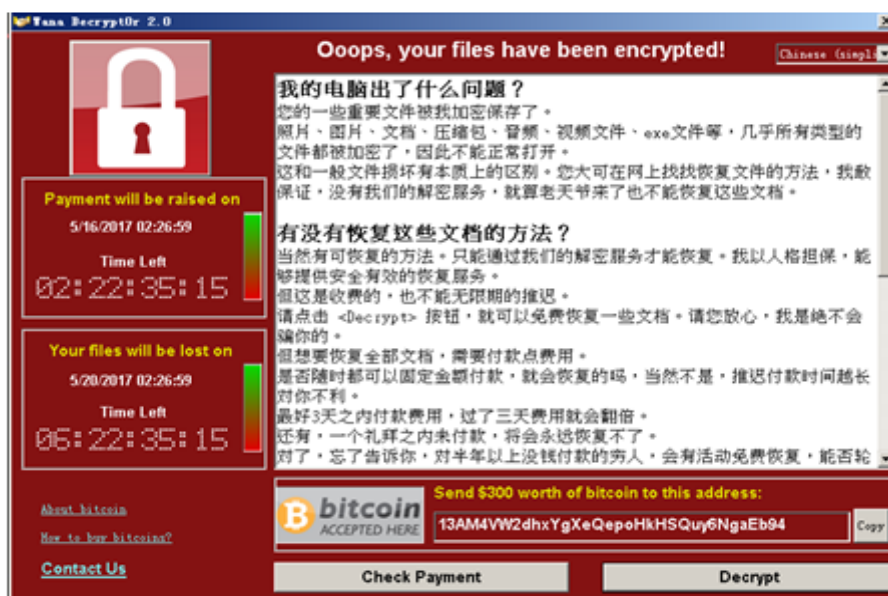 Wana Decrypt0r 2.0
Ooops, your files have been encrypted!
Chinese (simpli
我的电脑出了什么问题？
您的一些重要文件被我加密保存了。
照片、图片、文档、压缩包、音频、视频文件、exe文件等，几乎所有类型的
文件都被加密了，因此不能正常打开。
这和一般文件损坏有本质上的区别。您大可在网上找找恢复文件的方法，我敢
保证，没有我们的解密服务，就算老天爷来了也不能恢复这些文档。
有没有恢复这些文档的方法？
当然有可恢复的方法。只能通过我们的解密服务才能恢复。我以人格担保，能
够提供安全有效的恢复服务。
但这是收费的，也不能无限期的推迟。
请点击 <Decrypt> 按钮，就可以免费恢复一些文档。请您放心，我是绝不会
骗你的。
但想要恢复全部文档，需要付款点费用。
是否随时都可以固定金额付款，就会恢复的吗，当然不是，推迟付款时间越长
对你不利。
最好3天之内付款费用，过了三天费用就会翻倍。
还有，一个礼拜之内未付款，将会永远恢复不了。
对了，忘了告诉你，对半年以上没钱付款的穷人，会有活动免费恢复，能否轮
Payment will be raised on
5/16/2017 02:26:59
Time Left
02:22:35:15
Your files will be lost on
5/20/2017 02:26:59
Time Left
06:22:35:15
About bitcoin
How to buy bitcoins?
Contact Us
bitcoin
ACCEPTED HERE
Send $300 worth of bitcoin to this address:
13AM4VW2dhxYgXeQepoHkHSQuy6NgaEb94
Copy
Check Payment
Decrypt